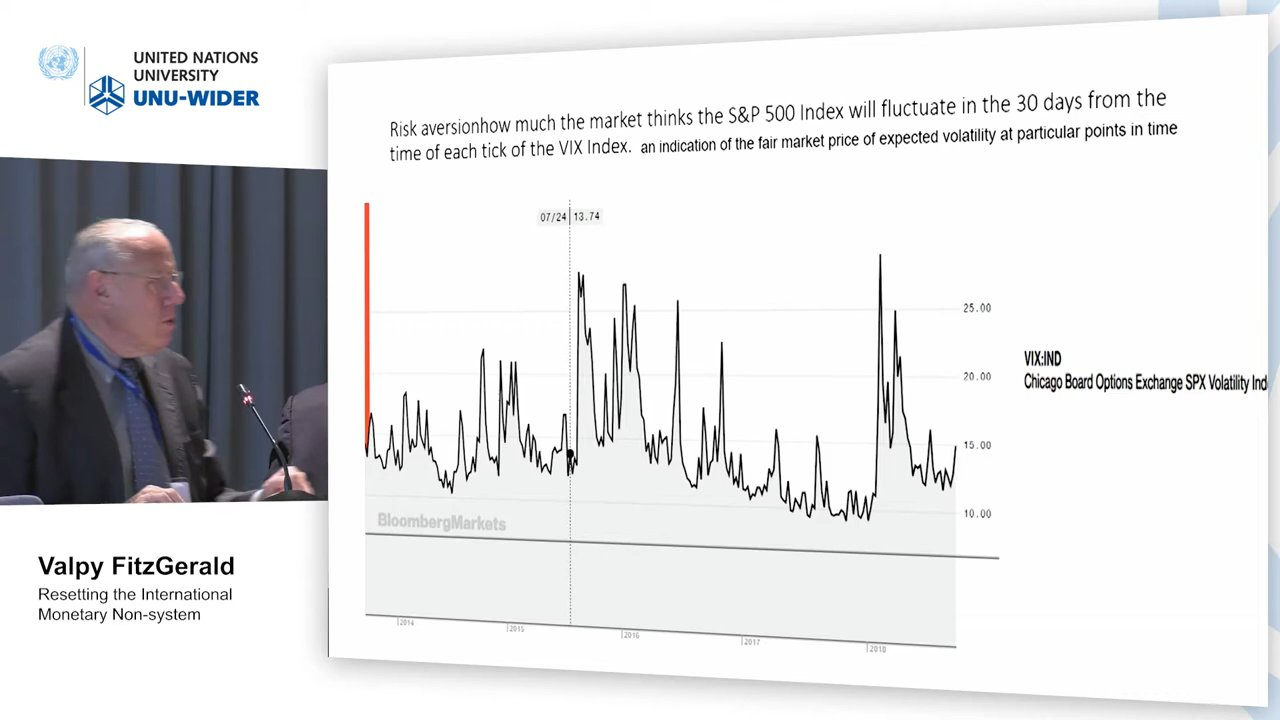 UNITED NATIONS
UNIVERSITY
UNU-WIDER
Risk aversionhow much the market thinks the S&P 500 Index will fluctuate in the 30 days from the
time of each tick of the VIX Index. an indication of the fair market price of expected volatility at particular points in time
07/24 13.74
25.00
20.00
15.00
10.00
VIX:IND
Chicago Board Options Exchange SPX Volatility Ind
BloombergMarkets
2014
2015
2016
2017
2018
Valpy FitzGerald
Resetting the International
Monetary Non-system